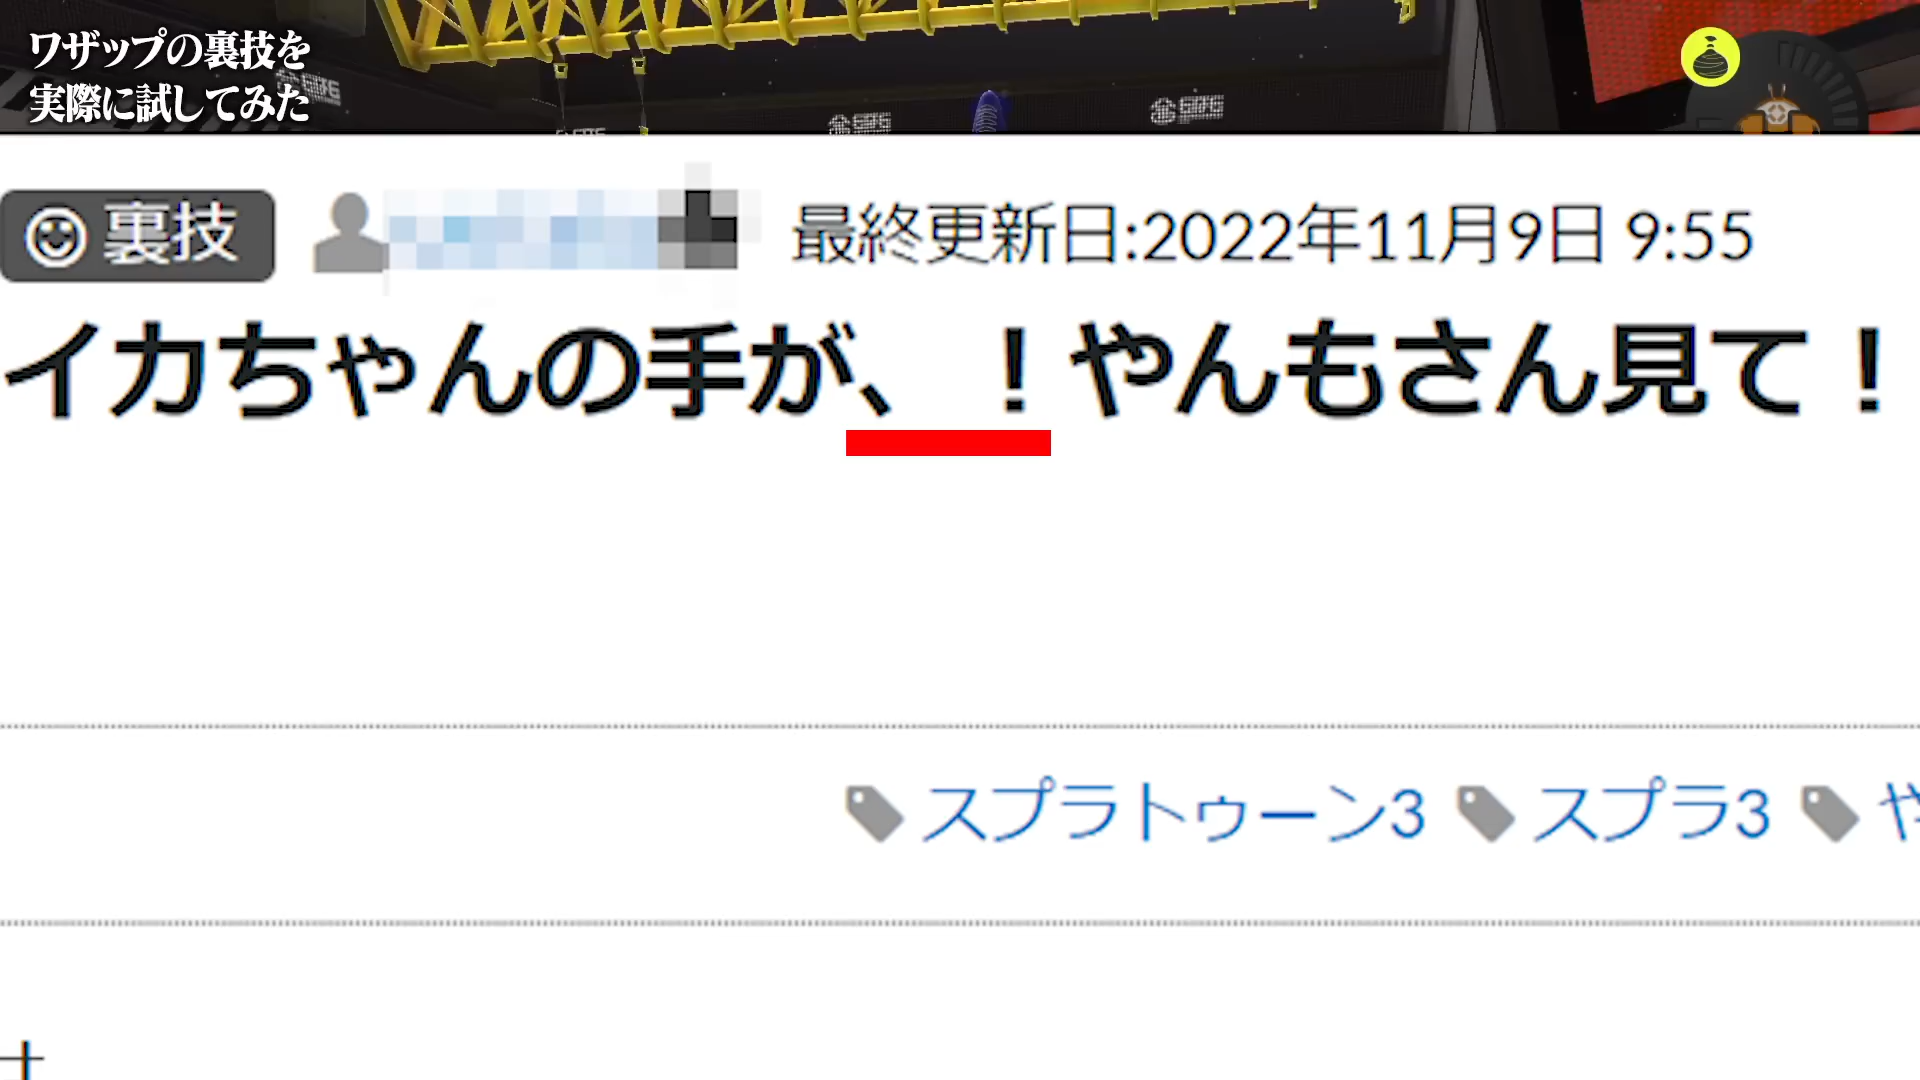 ワザップの裏技を
実際に試してみた
裏技 最終更新日:2022年11月9日 9:55
イカちゃんの手が、！やんもさん見て！
スプラトゥーン3 スプラ3 や